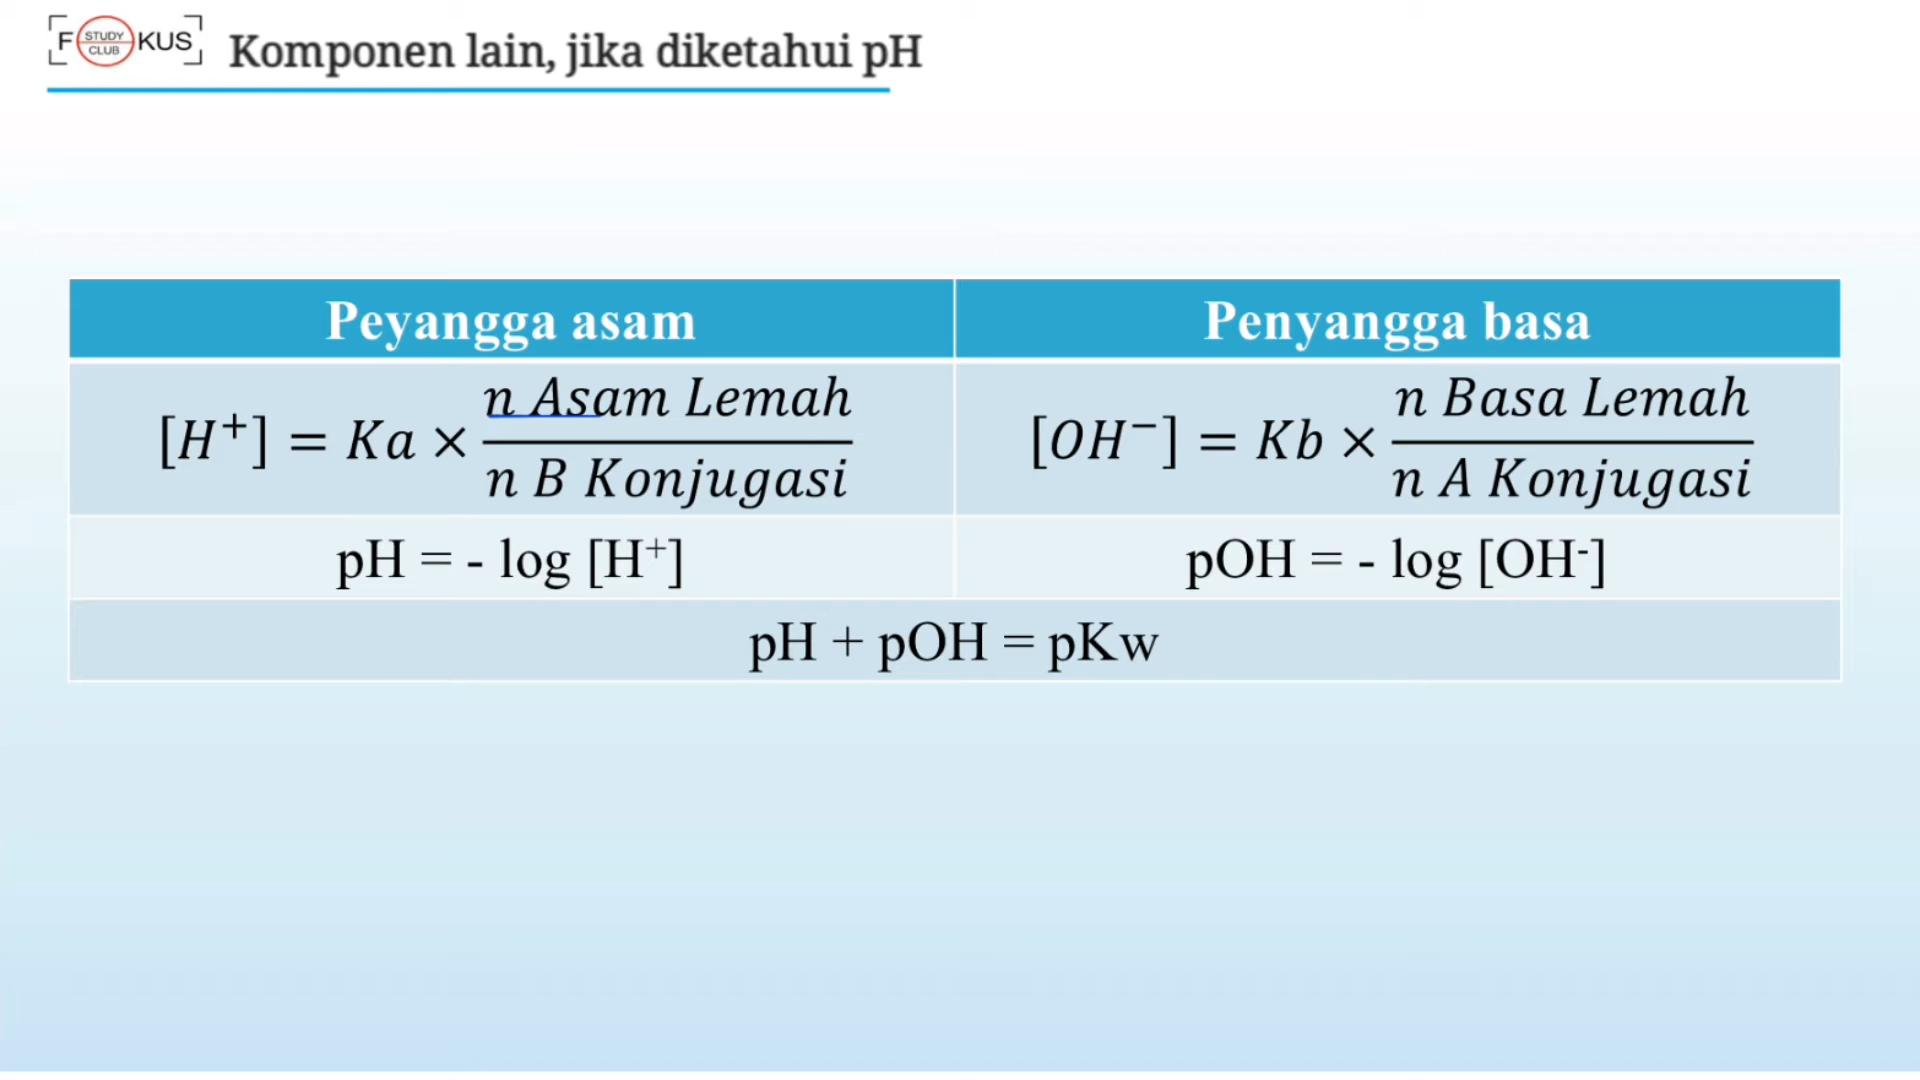 [F STUDY CLUB KUS]
Komponen lain, jika diketahui pH
Peyangga asam
Penyangga basa
[H⁺] = Ka × n Asam Lemah / n B Konjugasi
[OH⁻] = Kb × n Basa Lemah / n A Konjugasi
pH = - log [H⁺]
pOH = - log [OH⁻]
pH + pOH = pKw